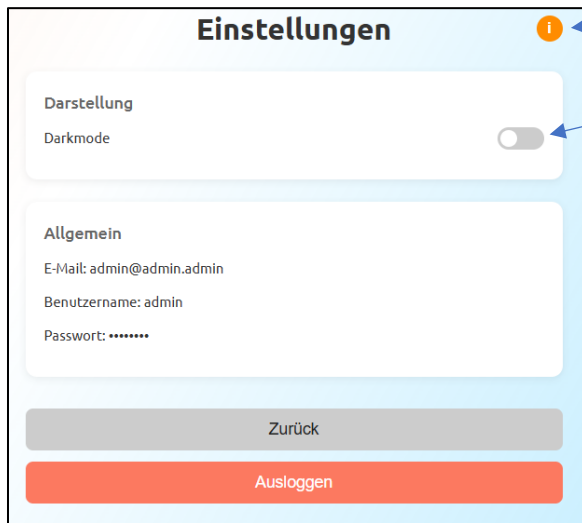 Einstellungen
i
Darstellung
Darkmode
Allgemein
E-Mail: admin@admin.admin
Benutzername: admin
Passwort: ••••••••
Zurück
Ausloggen